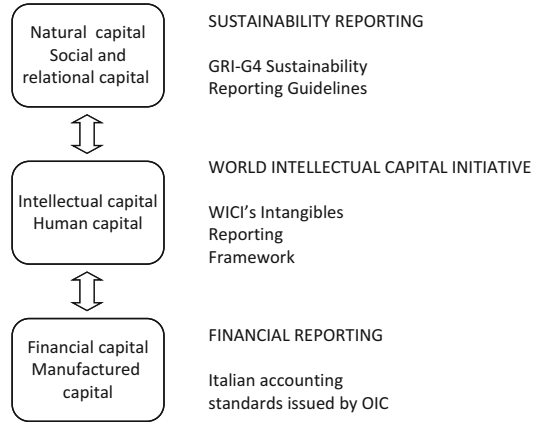 Natural capital
Social and
relational capital
SUSTAINABILITY REPORTING
GRI-G4 Sustainability
Reporting Guidelines
Intellectual capital
Human capital
WORLD INTELLECTUAL CAPITAL INITIATIVE
WICI's Intangibles
Reporting
Framework
Financial capital
Manufactured
capital
FINANCIAL REPORTING
Italian accounting
standards issued by OIC